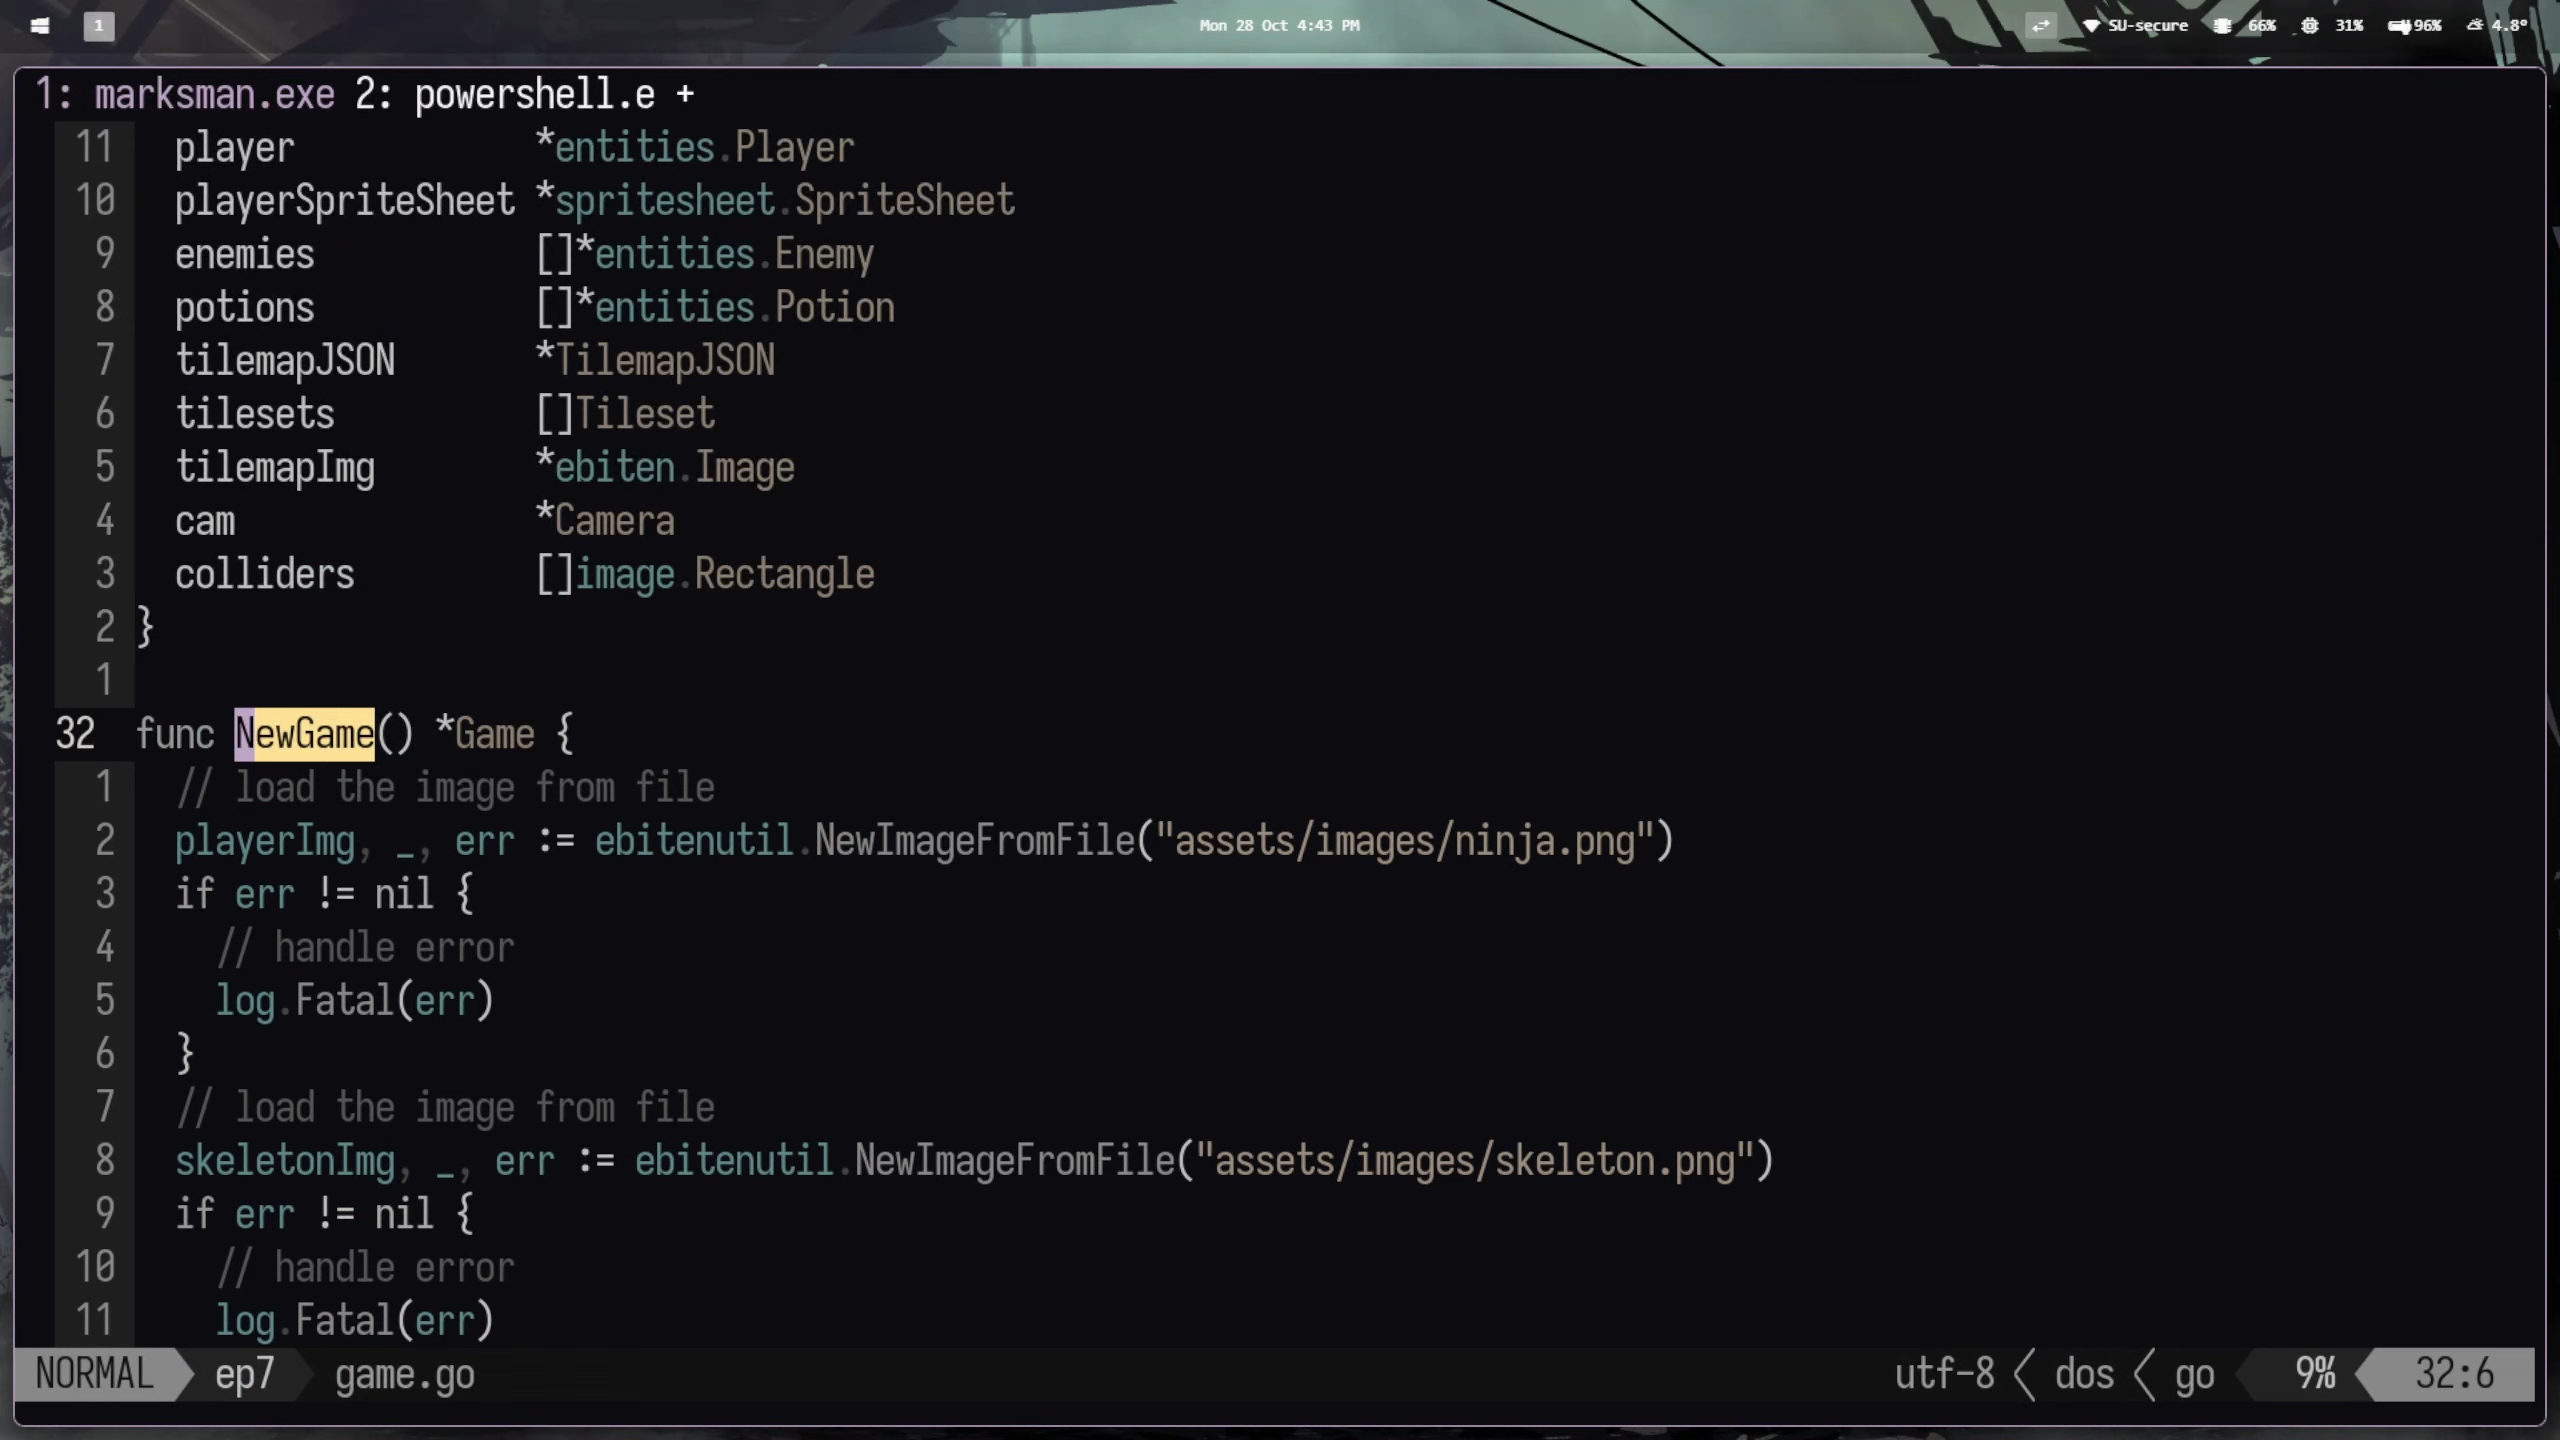 1 Mon 28 Oct 4:43 PM SU-secure 66% 31% 96% 4.8°
1: marksman.exe 2: powershell.e +
11 player *entities.Player
10 playerSpriteSheet *spritesheet.SpriteSheet
9 enemies []*entities.Enemy
8 potions []*entities.Potion
7 tilemapJSON *TilemapJSON
6 tilesets []Tileset
5 tilemapImg *ebiten.Image
4 cam *Camera
3 colliders []image.Rectangle
2 }
1
32 func NewGame() *Game {
1 // load the image from file
2 playerImg, _, err := ebitenutil.NewImageFromFile("assets/images/ninja.png")
3 if err != nil {
4 // handle error
5 log.Fatal(err)
6 }
7 // load the image from file
8 skeletonImg, _, err := ebitenutil.NewImageFromFile("assets/images/skeleton.png")
9 if err != nil {
10 // handle error
11 log.Fatal(err)
NORMAL ep7 game.go utf-8 dos go 9% 32:6